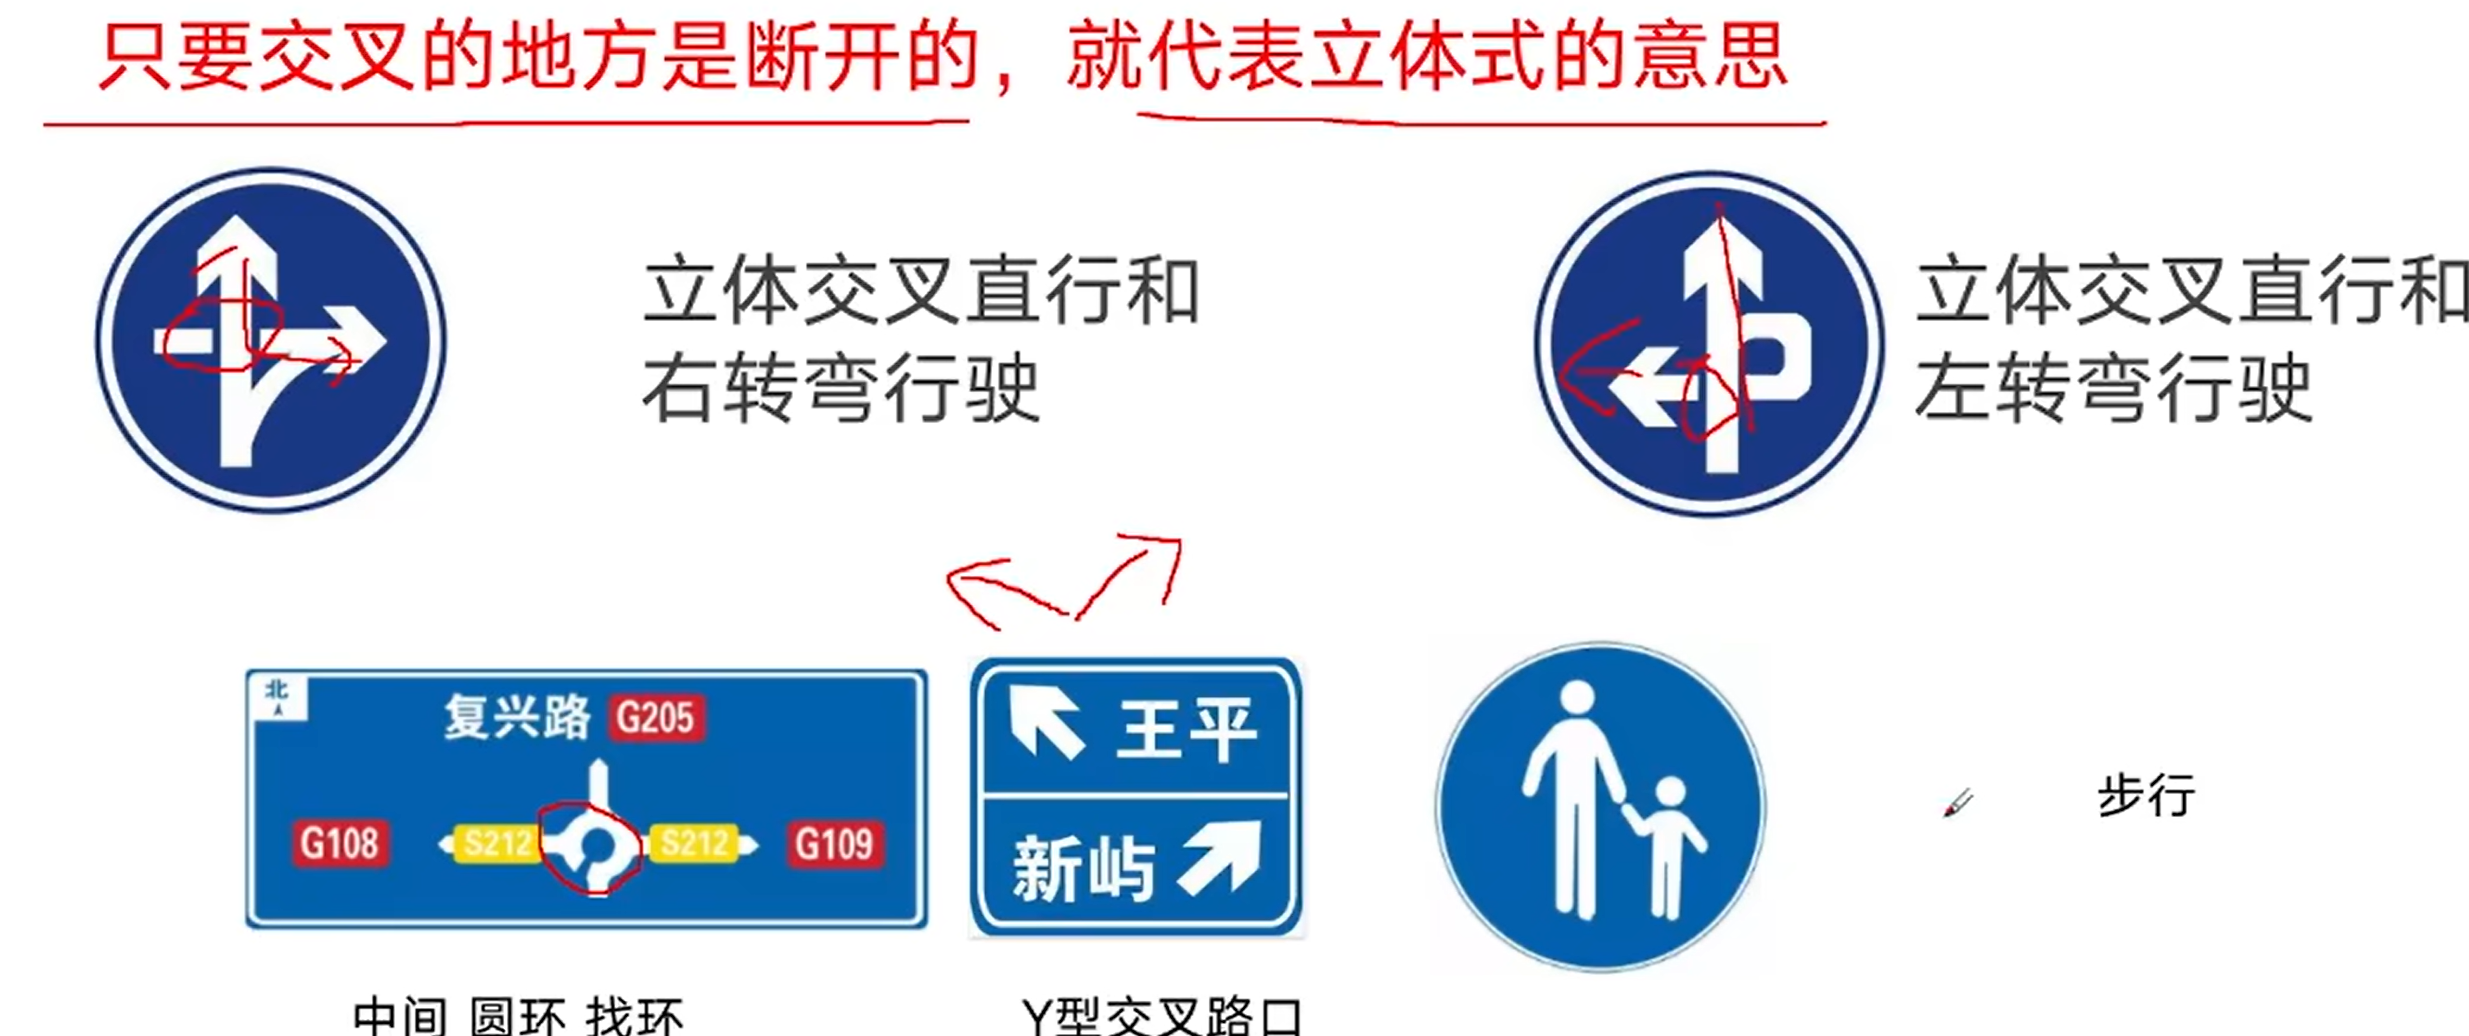 只要交叉的地方是断开的，就代表立体式的意思
立体交叉直行和
右转弯行驶
立体交叉直行和
左转弯行驶
北
复兴路 G205
G108 S212 S212 G109
王平
新屿
步行
中间 圆环 找环
Y型交叉路口